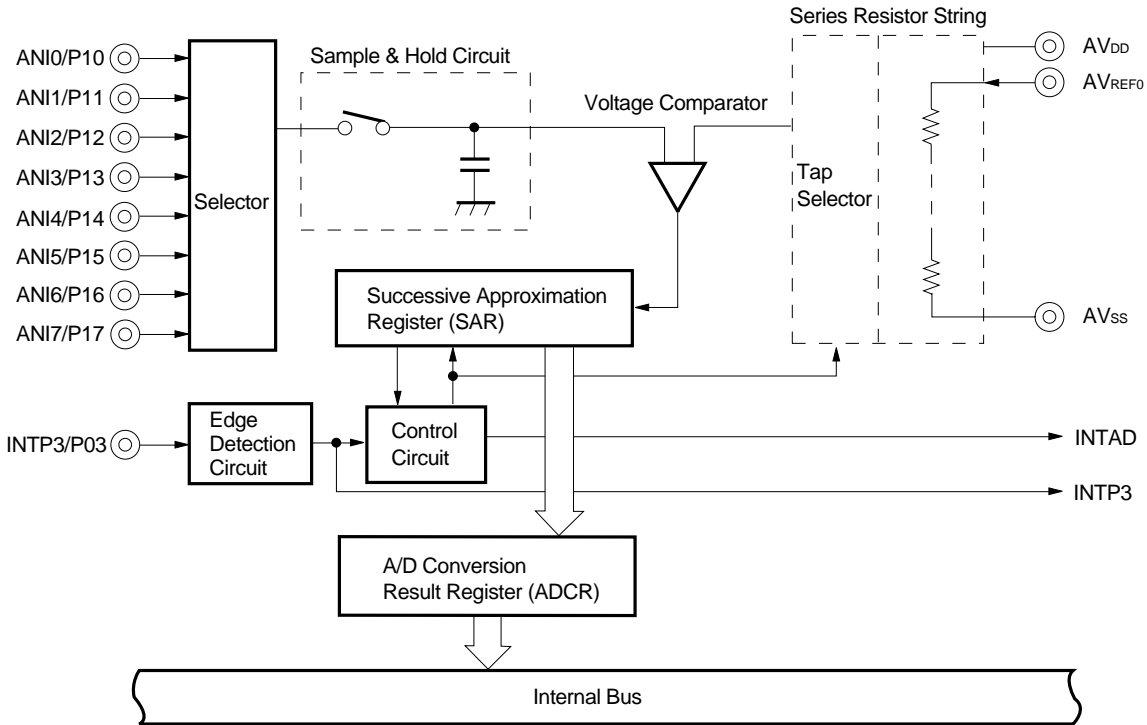 Series Resistor String
ANI0/P10
ANI1/P11
ANI2/P12
ANI3/P13
ANI4/P14
ANI5/P15
ANI6/P16
ANI7/P17
Selector
Sample & Hold Circuit
Voltage Comparator
Tap
Selector
AVDD
AVREF0
AVSS
Successive Approximation
Register (SAR)
INTP3/P03
Edge
Detection
Circuit
Control
Circuit
INTAD
INTP3
A/D Conversion
Result Register (ADCR)
Internal Bus